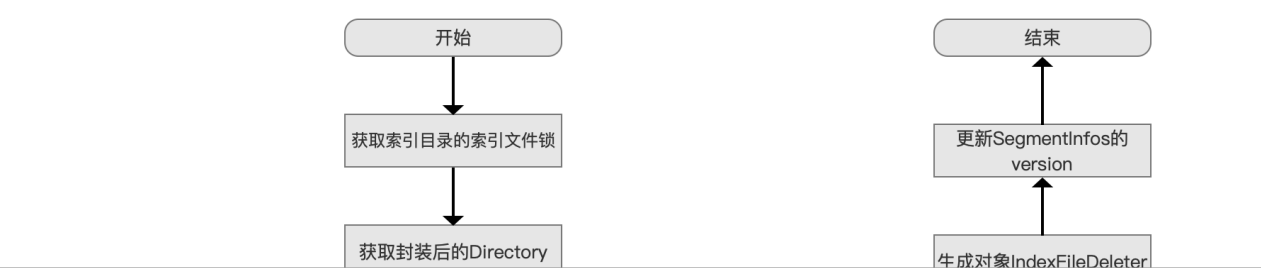 开始
获取索引目录的索引文件锁
获取封装后的Directory
结束
更新SegmentInfos的
version
生成对象IndexFileDeleter